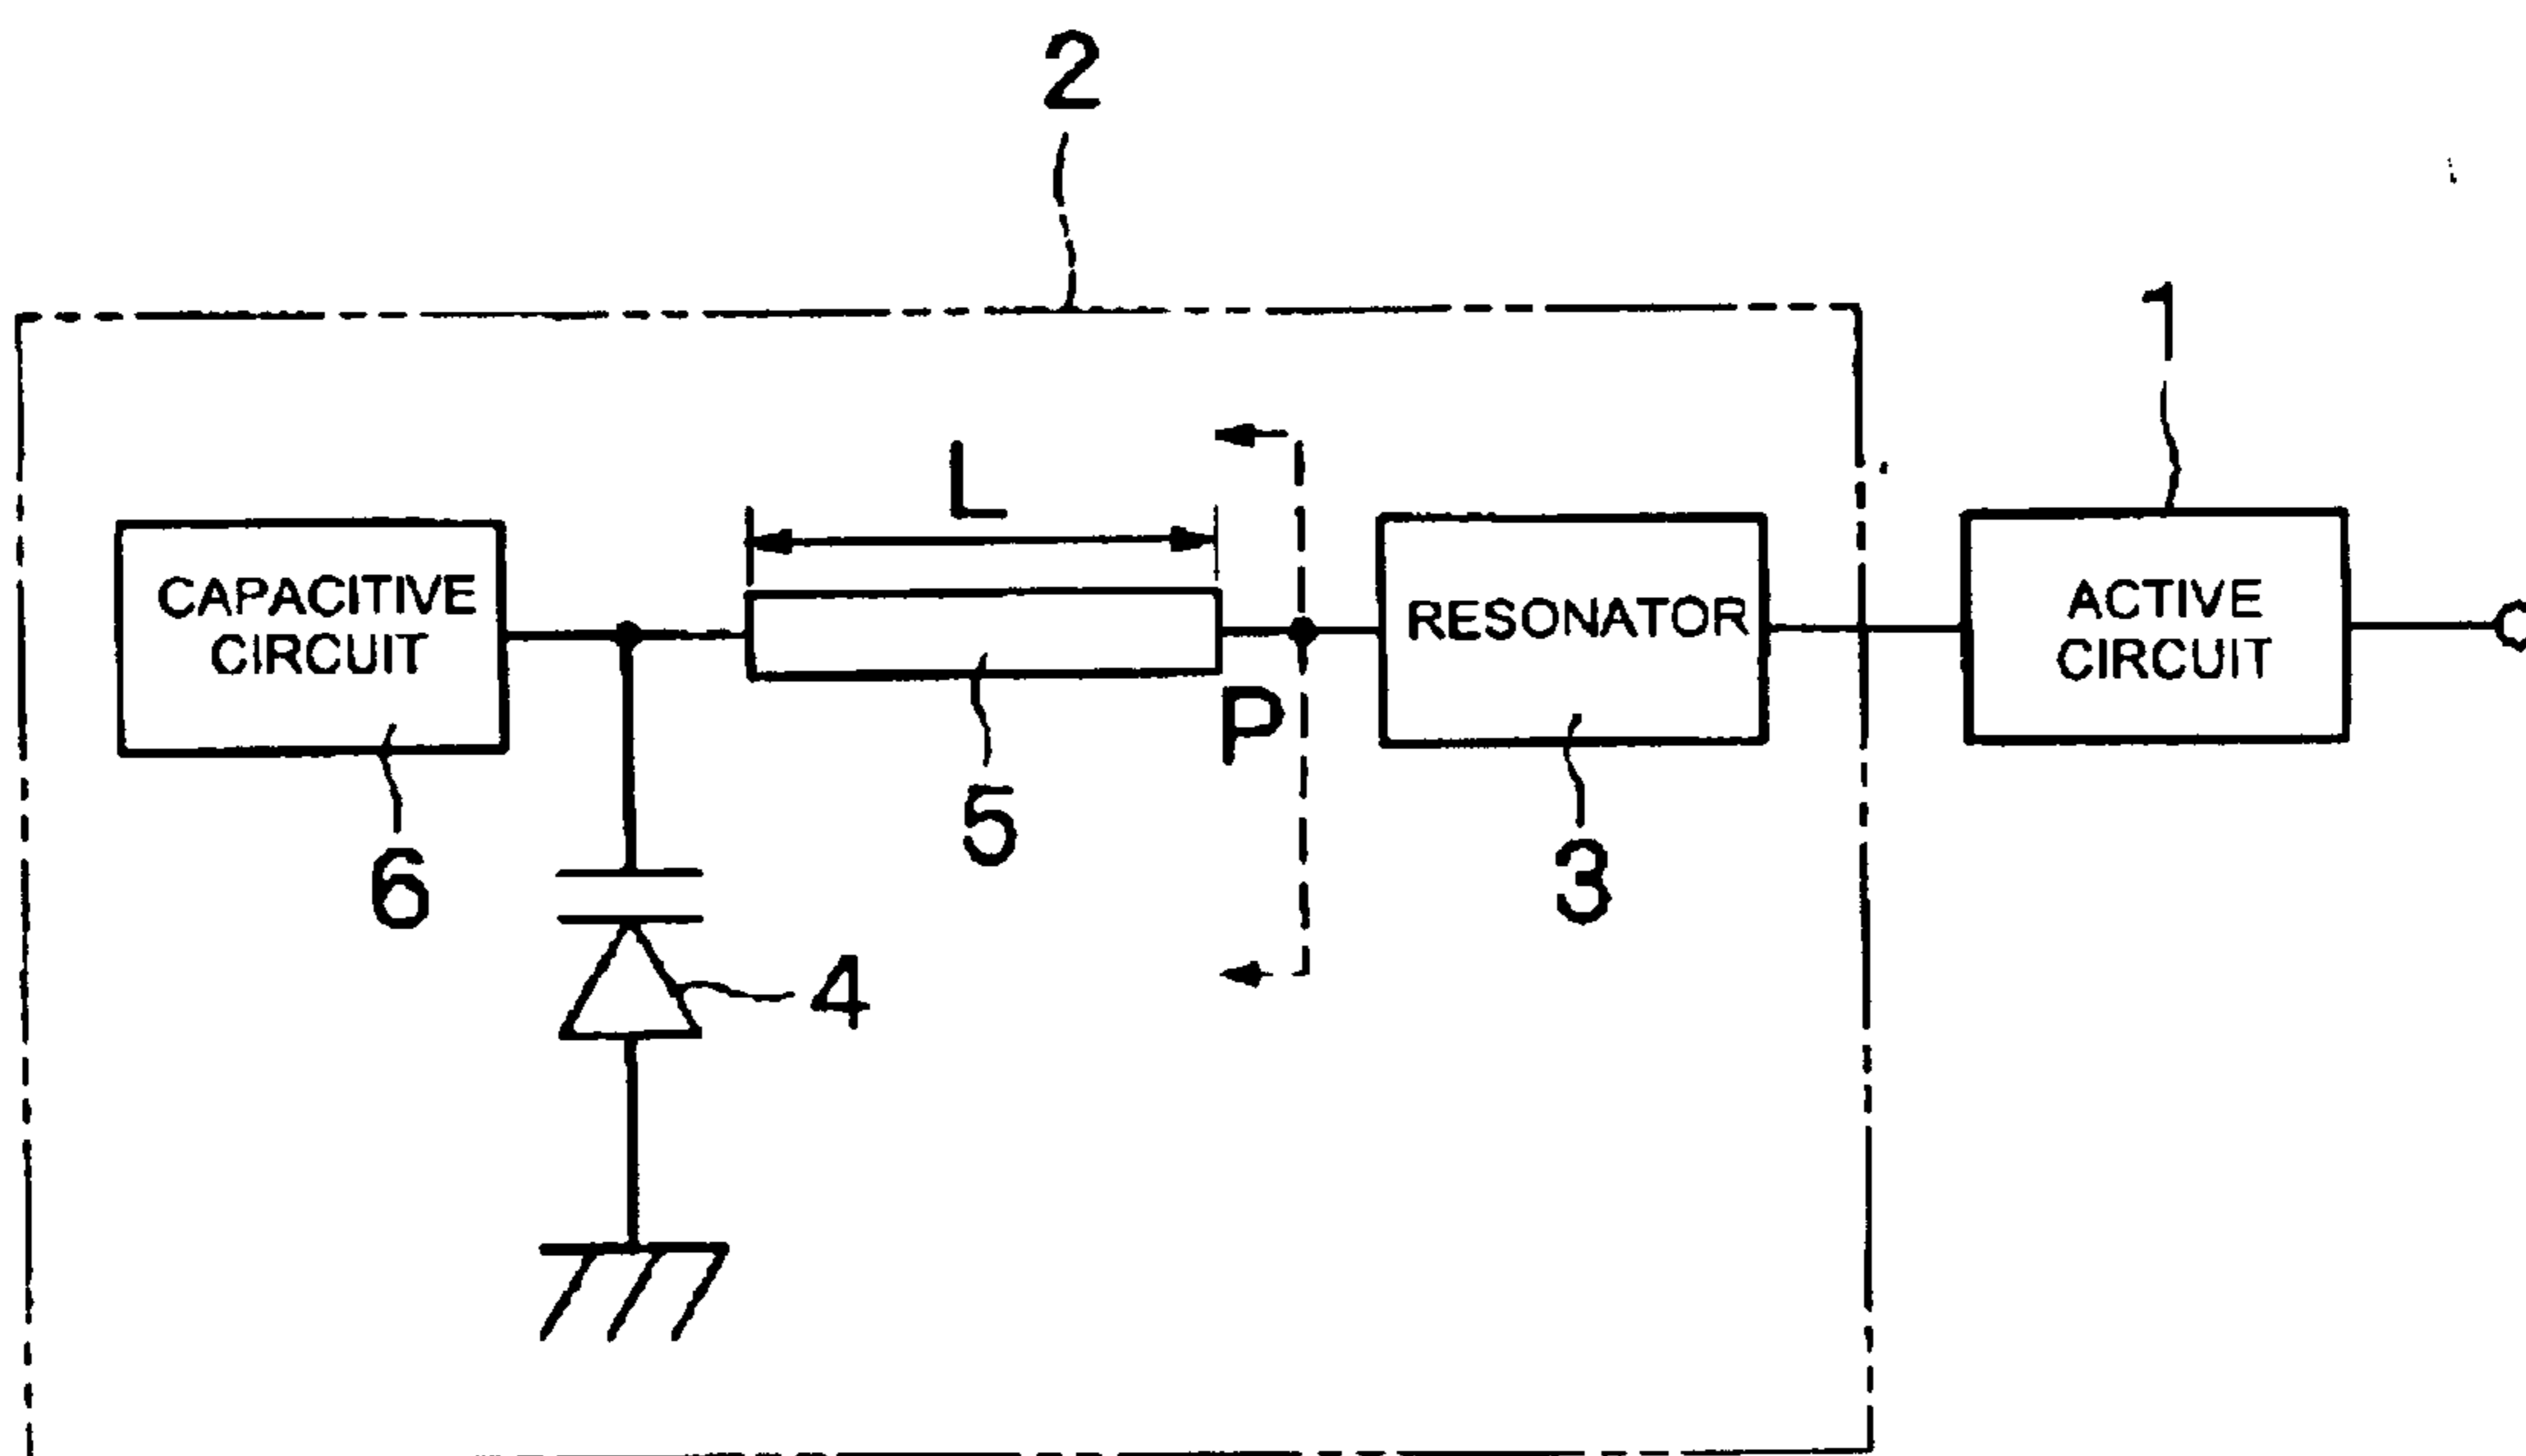 2
1
L
CAPACITIVE
CIRCUIT
RESONATOR
ACTIVE
CIRCUIT
P
5
6
3
4